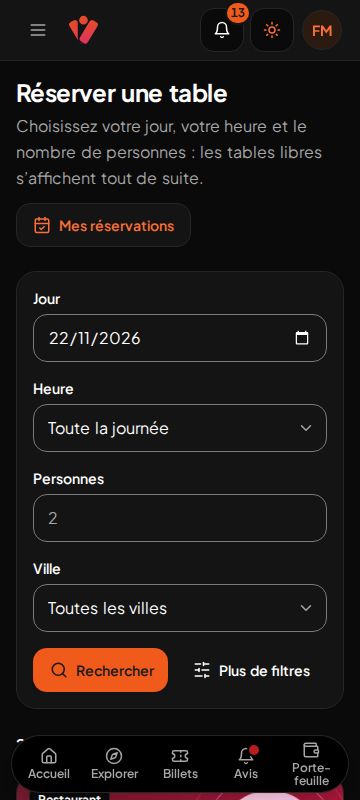 13
FM
Réserver une table
Choisissez votre jour, votre heure et le
nombre de personnes : les tables libres
s'affichent tout de suite.
Mes réservations
Jour
22/11/2026
Heure
Toute la journée
Personnes
2
Ville
Toutes les villes
Rechercher
Plus de filtres
Accueil
Explorer
Billets
Avis
Porte-
feuille
Restaurant